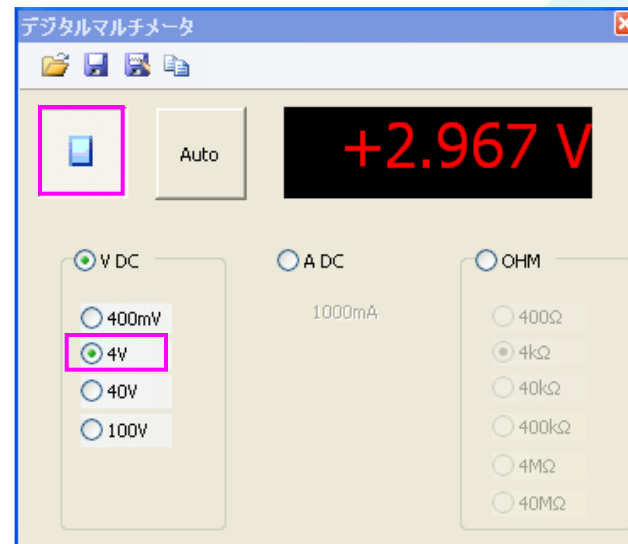 デジタルマルチメータ
Auto
+2.967 V
V DC
A DC
OHM
400mV
4V
40V
100V
1000mA
400Ω
4kΩ
40kΩ
400kΩ
4MΩ
40MΩ